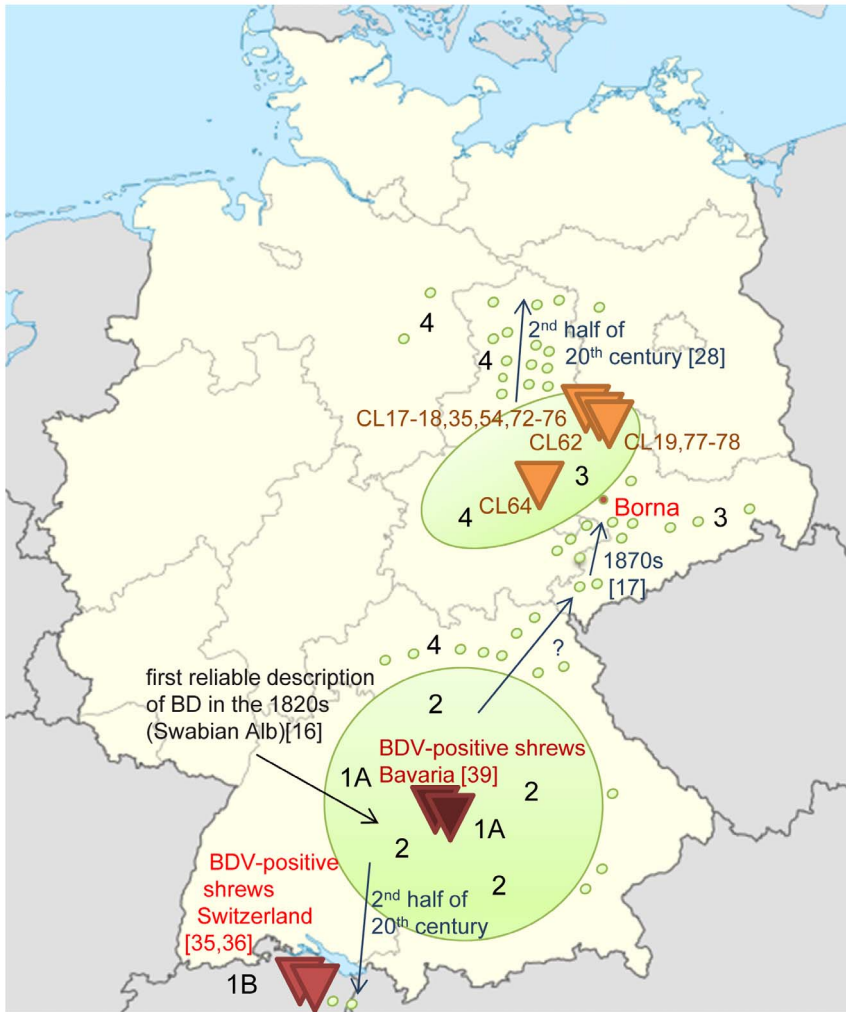 4
4
2nd half of
20th century [28]
CL17-18,35,54,72-76
CL62
CL19,77-78
3
CL64
4
Borna
3
1870s
[17]
4
?
first reliable description
of BD in the 1820s
(Swabian Alb)[16]
2
BDV-positive shrews
Bavaria [39]
1A
2
1A
2
2
BDV-positive
shrews
Switzerland
[35,36]
2nd half of
20th century
1B